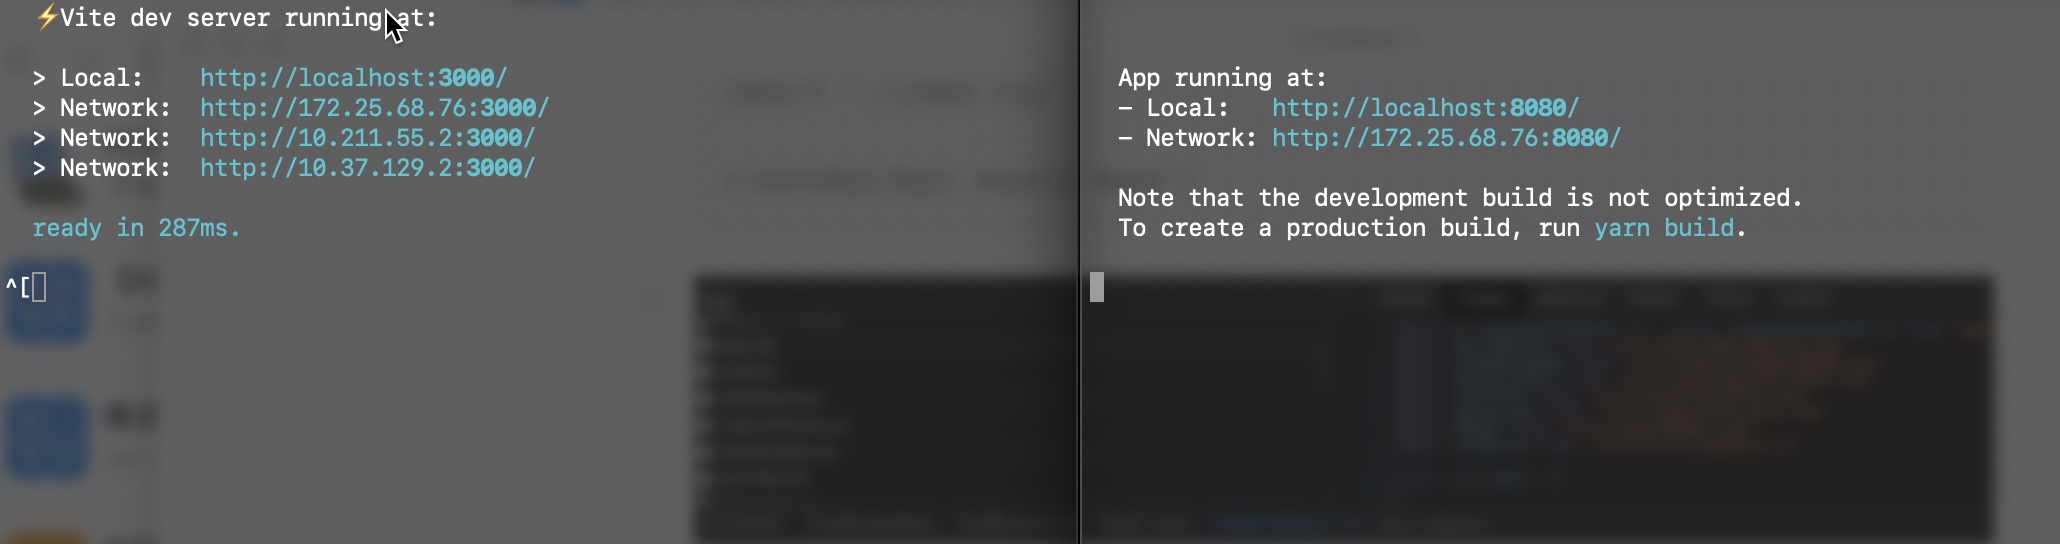 ⚡Vite dev server running at:
> Local: http://localhost:3000/
> Network: http://172.25.68.76:3000/
> Network: http://10.211.55.2:3000/
> Network: http://10.37.129.2:3000/
ready in 287ms.
^[
App running at:
– Local: http://localhost:8080/
– Network: http://172.25.68.76:8080/
Note that the development build is not optimized.
To create a production build, run yarn build.